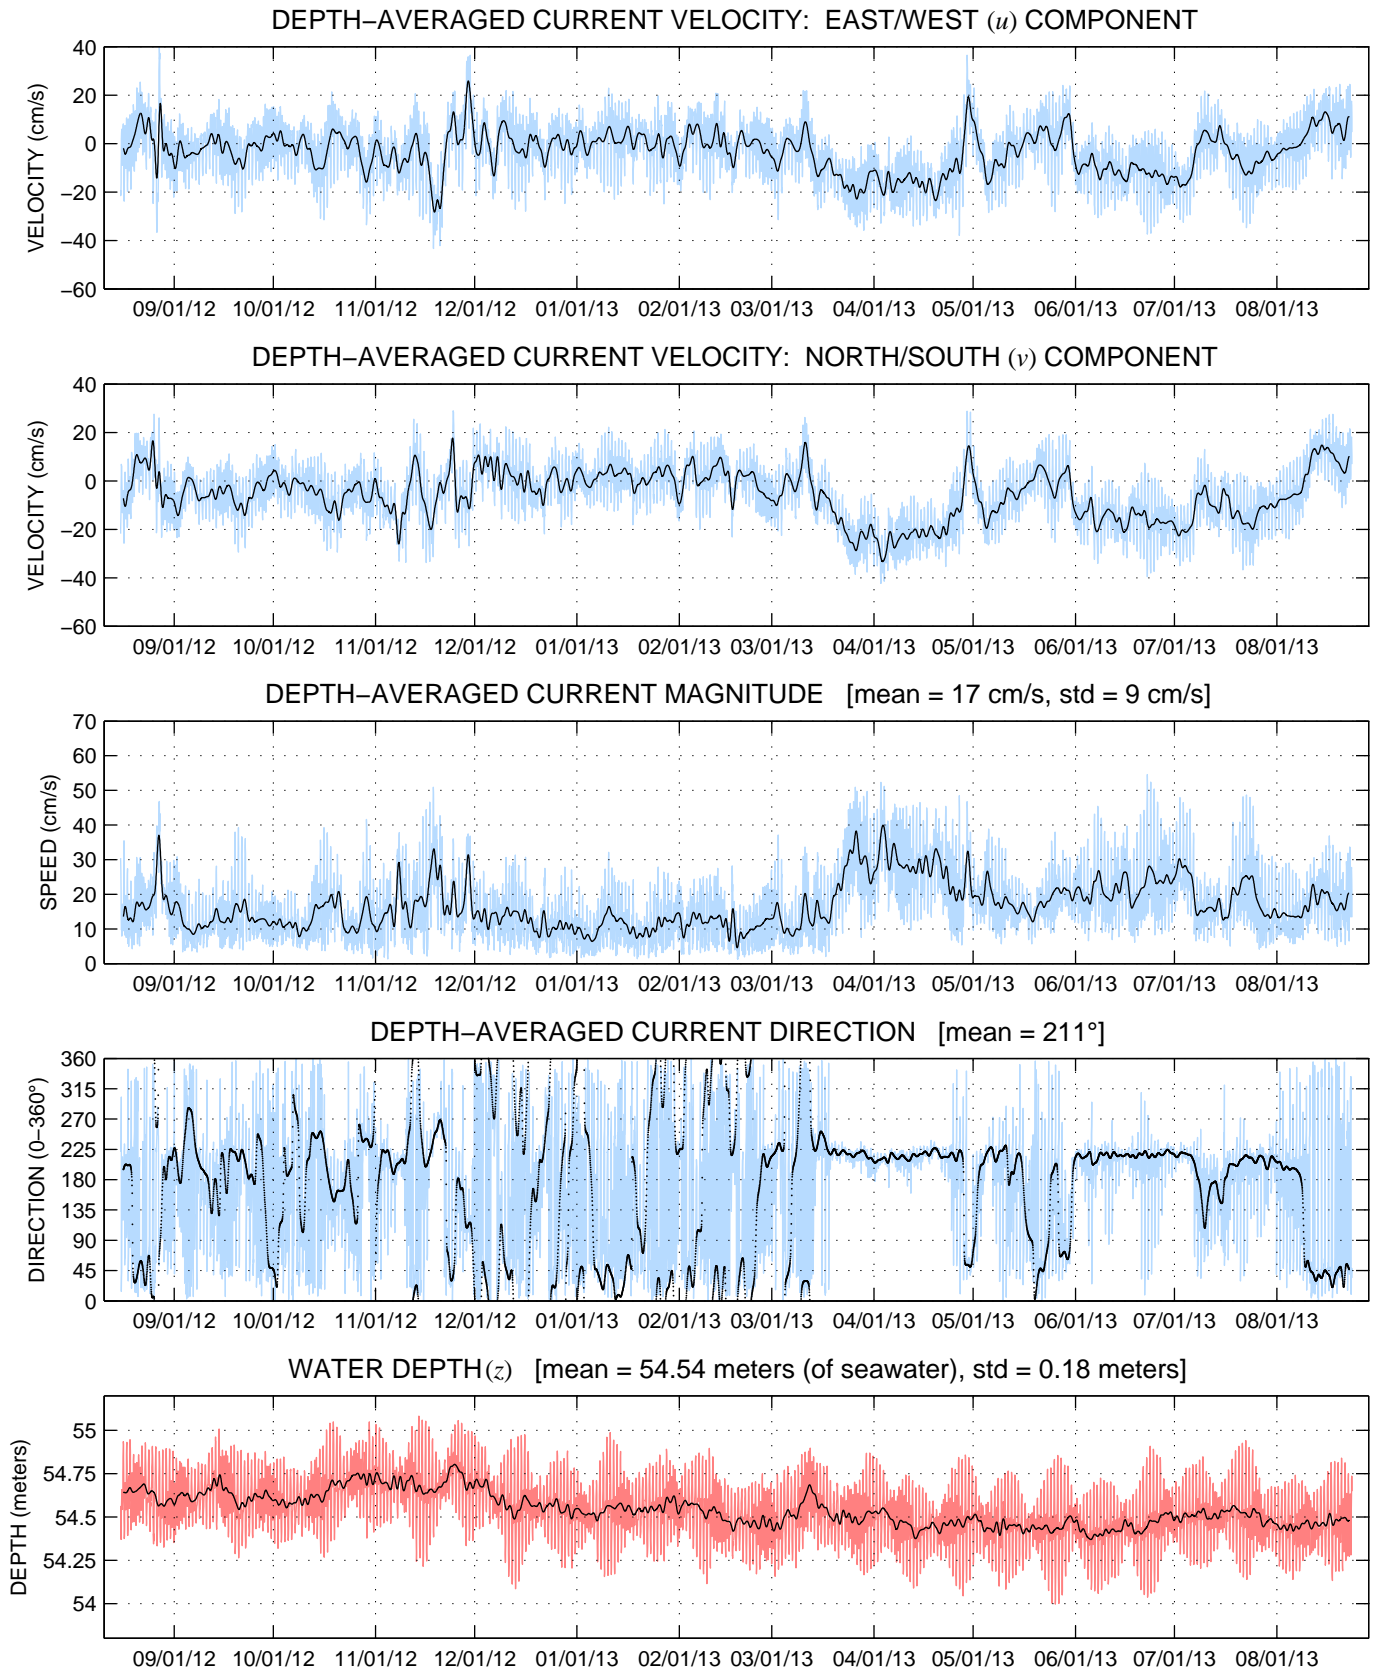 DEPTH−AVERAGED CURRENT VELOCITY: EAST/WEST (u) COMPONENT
VELOCITY (cm/s)
40
20
0
−20
−40
−60
09/01/12 10/01/12 11/01/12 12/01/12 01/01/13 02/01/13 03/01/13 04/01/13 05/01/13 06/01/13 07/01/13 08/01/13
DEPTH−AVERAGED CURRENT VELOCITY: NORTH/SOUTH (v) COMPONENT
VELOCITY (cm/s)
40
20
0
−20
−40
−60
09/01/12 10/01/12 11/01/12 12/01/12 01/01/13 02/01/13 03/01/13 04/01/13 05/01/13 06/01/13 07/01/13 08/01/13
DEPTH−AVERAGED CURRENT MAGNITUDE [mean = 17 cm/s, std = 9 cm/s]
SPEED (cm/s)
70
60
50
40
30
20
10
0
09/01/12 10/01/12 11/01/12 12/01/12 01/01/13 02/01/13 03/01/13 04/01/13 05/01/13 06/01/13 07/01/13 08/01/13
DEPTH−AVERAGED CURRENT DIRECTION [mean = 211°]
DIRECTION (0−360°)
360
315
270
225
180
135
90
45
0
09/01/12 10/01/12 11/01/12 12/01/12 01/01/13 02/01/13 03/01/13 04/01/13 05/01/13 06/01/13 07/01/13 08/01/13
WATER DEPTH(z) [mean = 54.54 meters (of seawater), std = 0.18 meters]
DEPTH (meters)
55
54.75
54.5
54.25
54
09/01/12 10/01/12 11/01/12 12/01/12 01/01/13 02/01/13 03/01/13 04/01/13 05/01/13 06/01/13 07/01/13 08/01/13